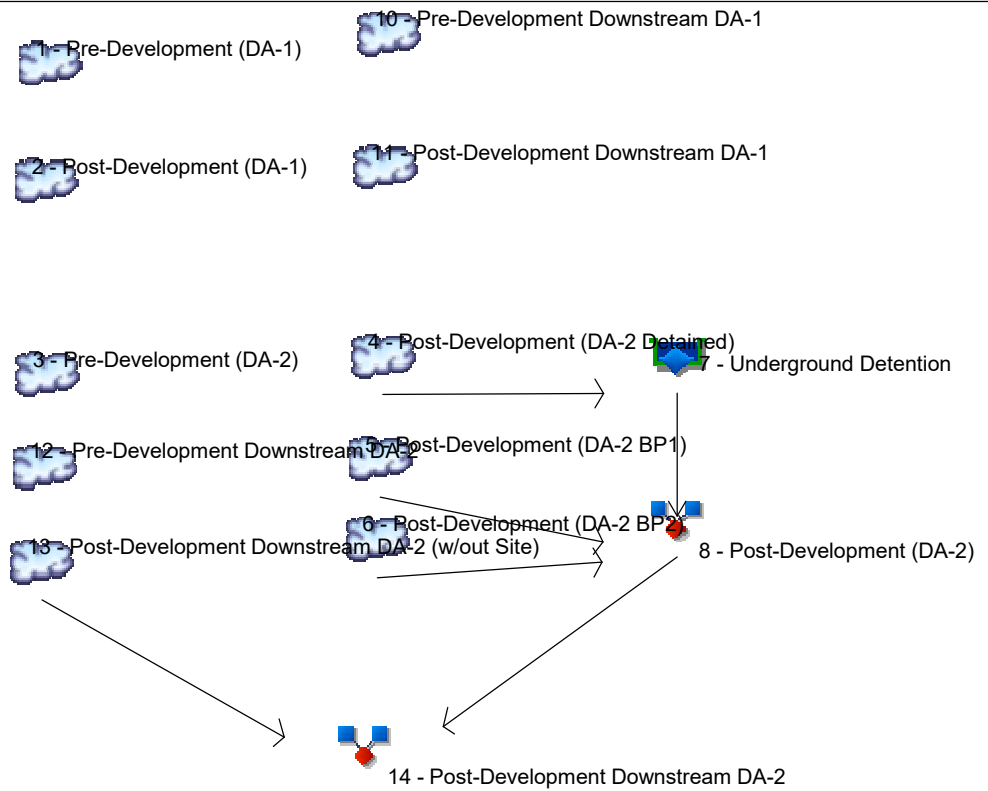 1 - Pre-Development (DA-1)
10 - Pre-Development Downstream DA-1
2 - Post-Development (DA-1)
11 - Post-Development Downstream DA-1
3 - Pre-Development (DA-2)
4 - Post-Development (DA-2 Detained)
7 - Underground Detention
12 - Pre-Development Downstream DA-2
5 - Post-Development (DA-2 BP1)
6 - Post-Development (DA-2 BP2)
13 - Post-Development Downstream DA-2 (w/out Site)
8 - Post-Development (DA-2)
14 - Post-Development Downstream DA-2